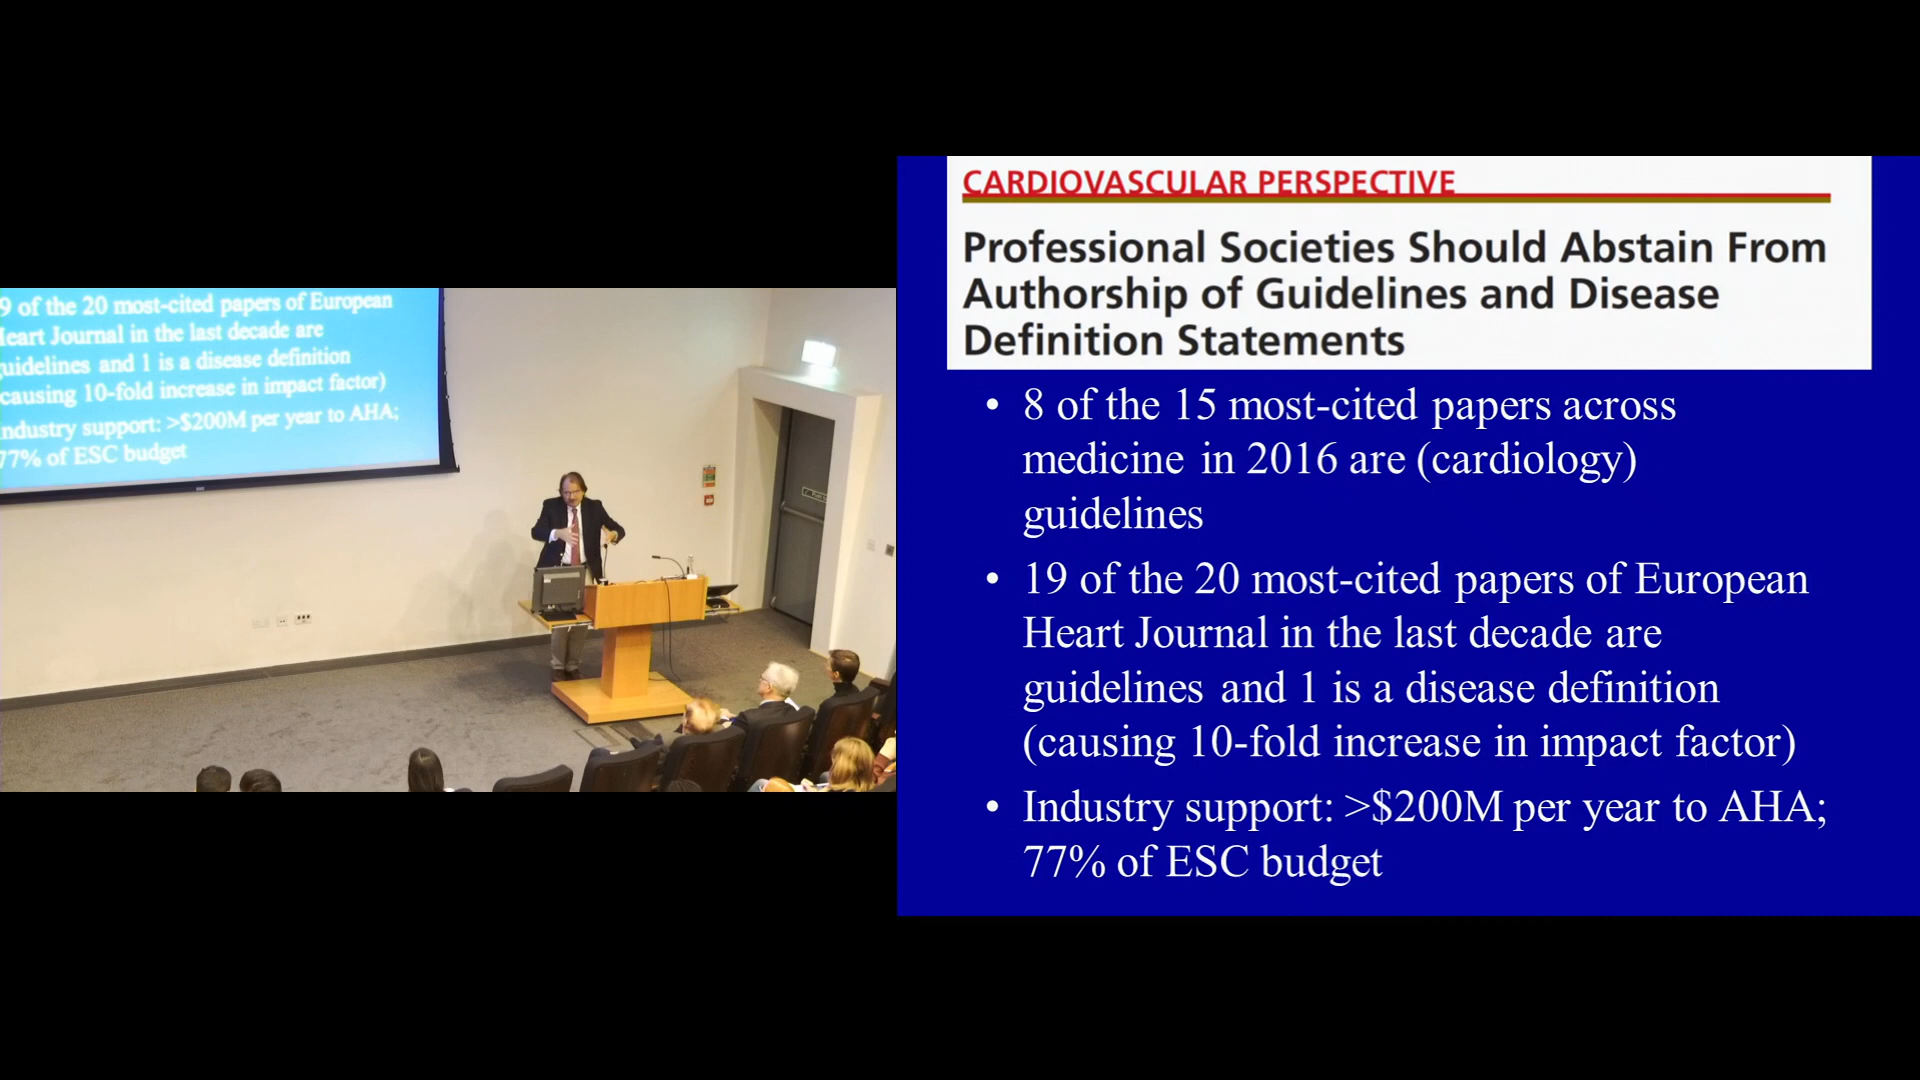 9 of the 20 most-cited papers of European
Heart Journal in the last decade are
guidelines and 1 is a disease definition
causing 10-fold increase in impact factor)
Industry support: >$200M per year to AHA;
77% of ESC budget
CARDIOVASCULAR PERSPECTIVE
Professional Societies Should Abstain From
Authorship of Guidelines and Disease
Definition Statements
• 8 of the 15 most-cited papers across
medicine in 2016 are (cardiology)
guidelines
• 19 of the 20 most-cited papers of European
Heart Journal in the last decade are
guidelines and 1 is a disease definition
(causing 10-fold increase in impact factor)
• Industry support: >$200M per year to AHA;
77% of ESC budget